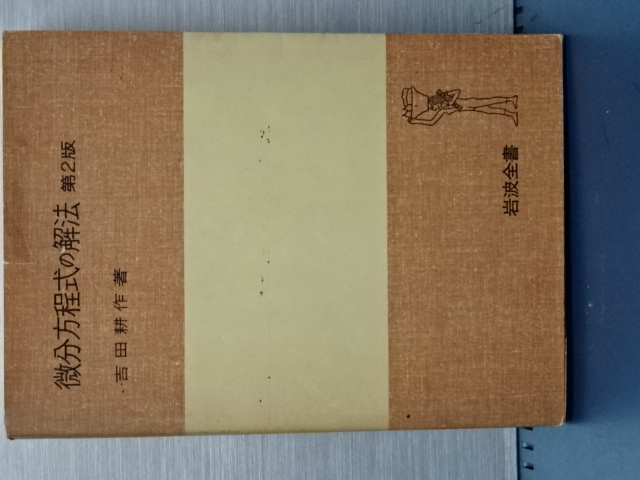 微分方程式の解法 第2版
吉田耕作著
岩波全書